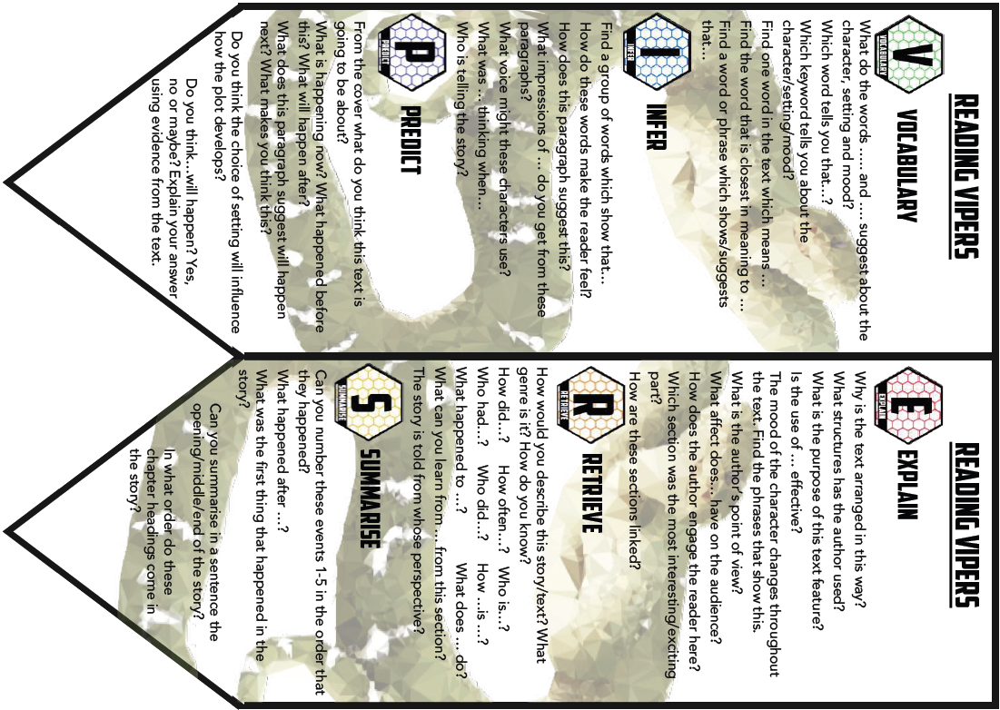 READING VIPERS
V
VOCABULARY
VOCABULARY
What do the words ...... and .... suggest about the
character, setting and mood?
Which word tells you that...?
Which keyword tells you about the
character/setting/mood?
Find one word in the text which means ...
Find the word that is closest in meaning to ...
Find a word or phrase which shows/suggests
that...
I
INFER
INFER
Find a group of words which show that...
How do these words make the reader feel?
How does this paragraph suggest this?
What impressions of ... do you get from these
paragraphs?
What voice might these characters use?
What was ... thinking when...
Who is telling the story?
P
PREDICT
PREDICT
From the cover what do you think this text is
going to be about?
What is happening now? What happened before
this? What will happen after?
What does this paragraph suggest will happen
next? What makes you think this?
Do you think the choice of setting will influence
how the plot develops?
Do you think...will happen? Yes,
no or maybe? Explain your answer
using evidence from the text.
READING VIPERS
E
EXPLAIN
EXPLAIN
Why is the text arranged in this way?
What structures has the author used?
What is the purpose of this text feature?
Is the use of ... effective?
The mood of the character changes throughout
the text. Find the phrases that show this.
What is the author's point of view?
What affect does.... have on the audience?
How does the author engage the reader here?
Which section was the most interesting/exciting
part?
How are these sections linked?
R
RETRIEVE
RETRIEVE
How would you describe this story/text? What
genre is it? How do you know?
How did...? How often...? Who is...?
Who had...? Who did....? How ...is ...?
What happened to ...? What does .... do?
What can you learn from.... from this section?
The story is told from whose perspective?
S
SUMMARISE
SUMMARISE
Can you number these events 1-5 in the order that
they happened?
What happened after ....?
What was the first thing that happened in the
story?
Can you summarise in a sentence the
opening/middle/end of the story?
In what order do these
chapter headings come in
the story?